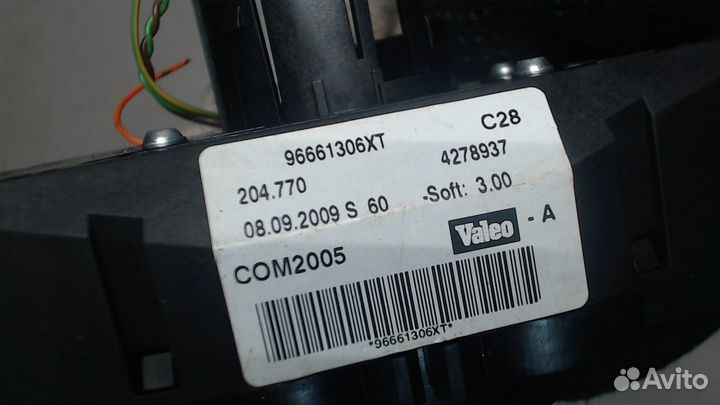 96661306XT C28
204.770 4278937
08.09.2009 S 60 -Soft: 3.00
COM2005 Valeo - A
*96661306XT*
Avito